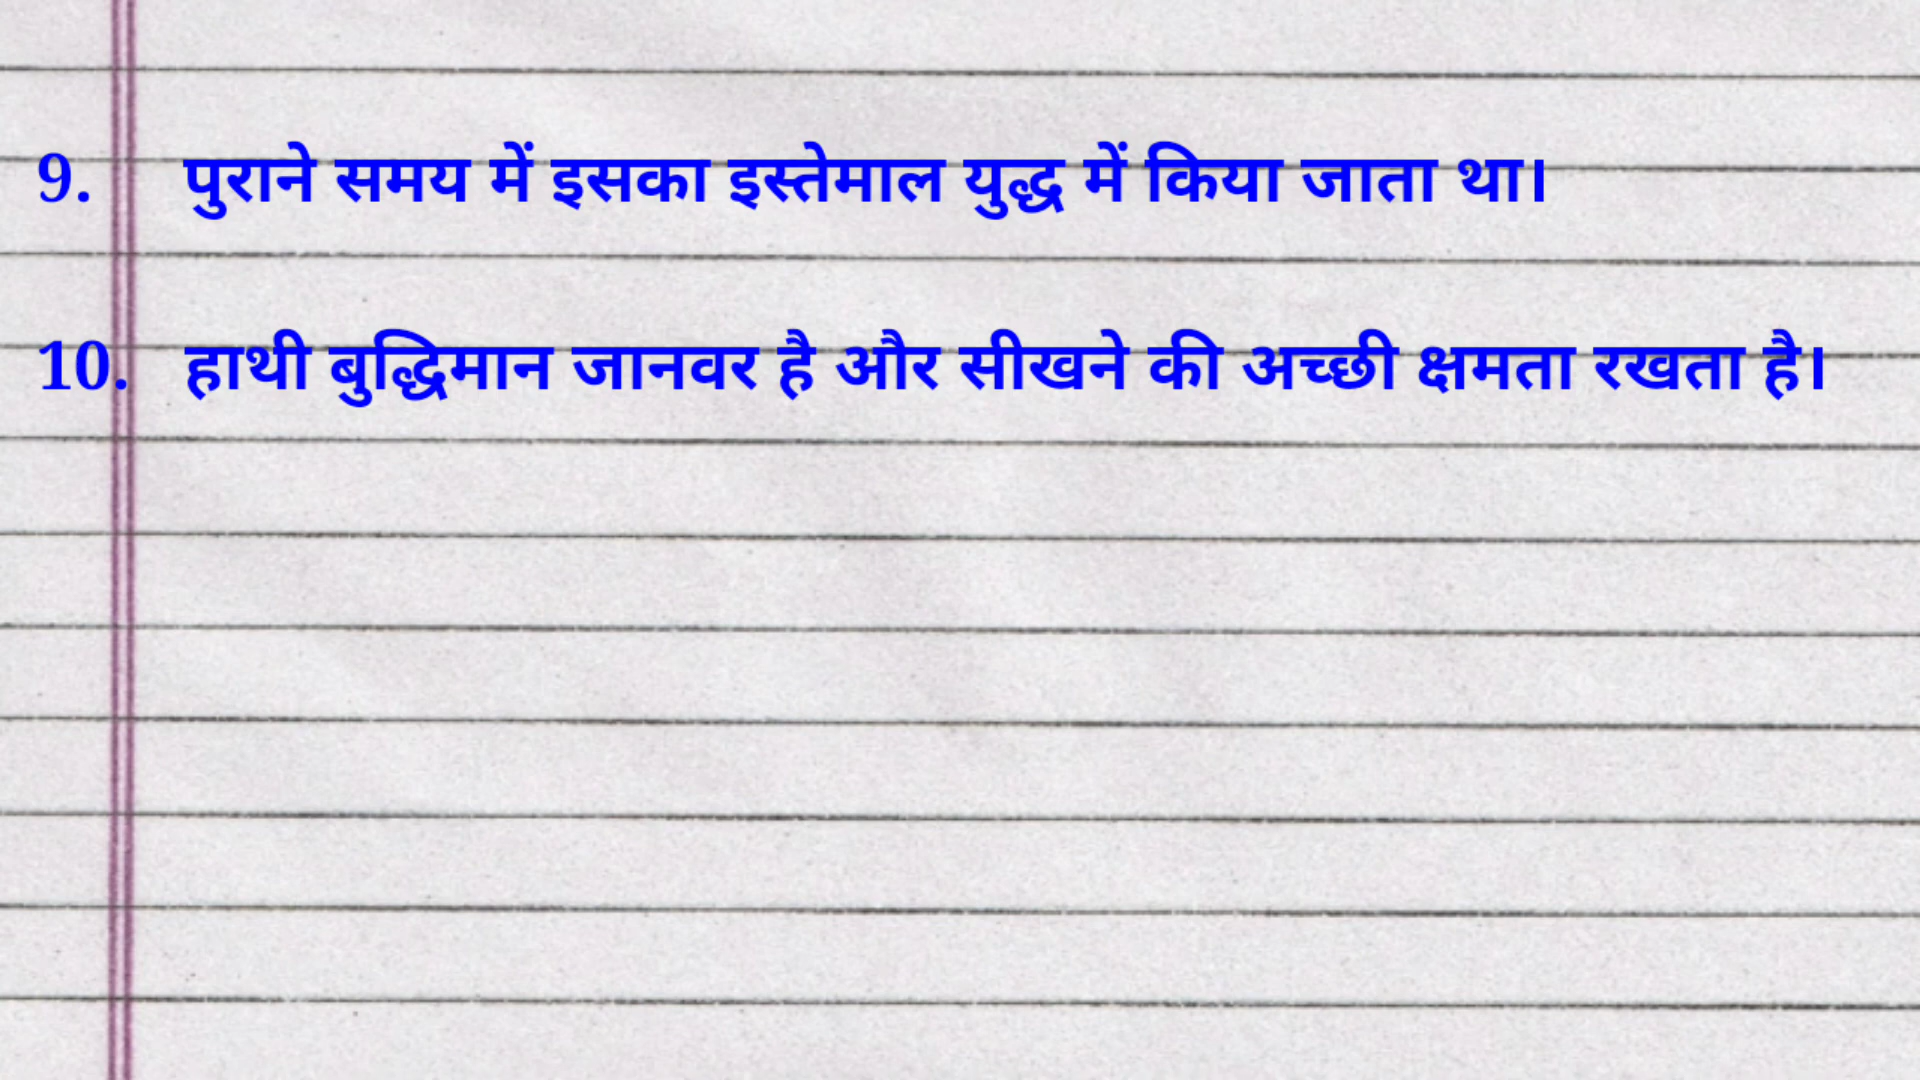 9. पुराने समय में इसका इस्तेमाल युद्ध में किया जाता था।
10. हाथी बुद्धिमान जानवर है और सीखने की अच्छी क्षमता रखता है।